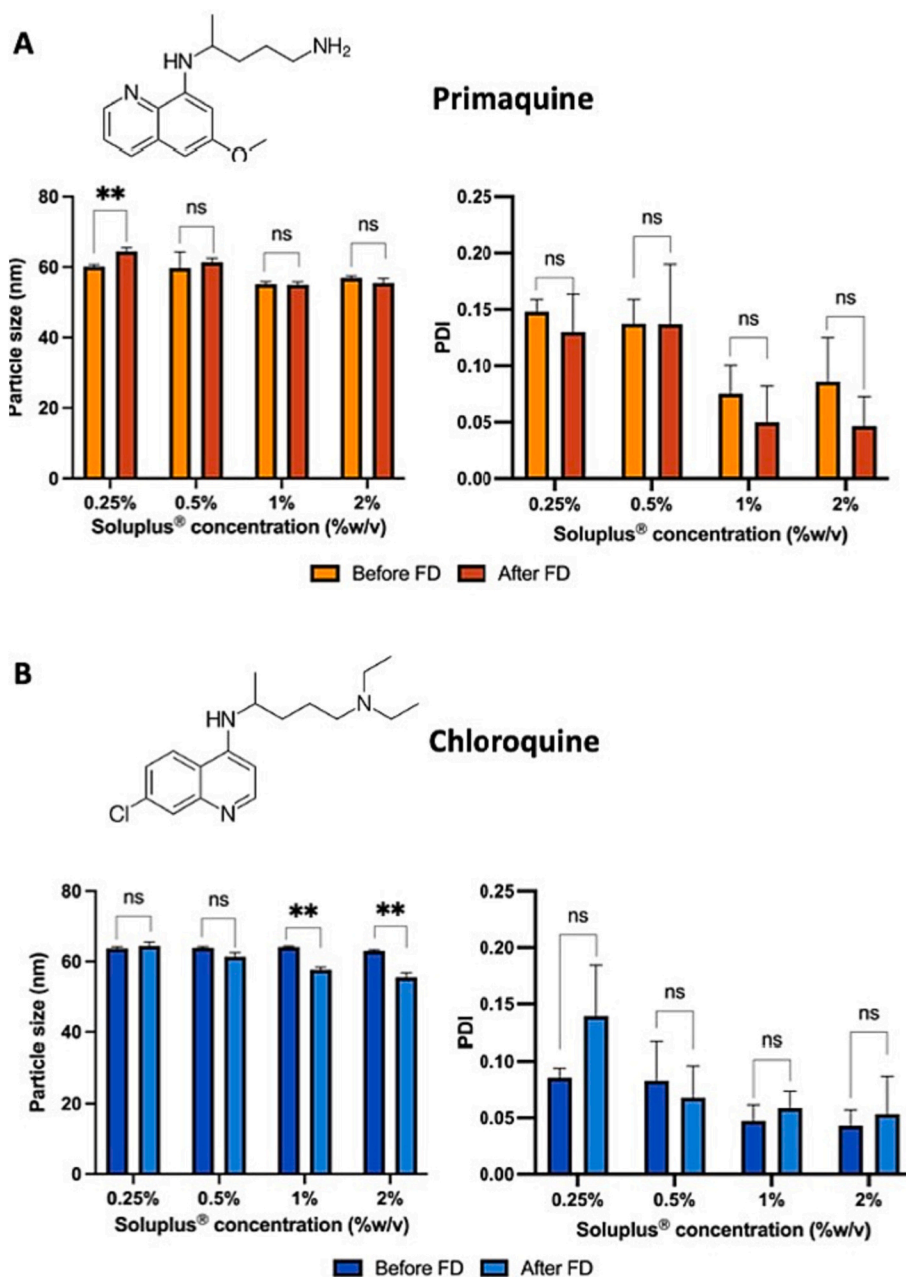 A
NH2
HN
N
O
Primaquine
Particle size (nm)
80
60
40
20
0
**
ns
ns
ns
0.25%
0.5%
1%
2%
Soluplus® concentration (%w/v)
PDI
0.25
0.20
0.15
0.10
0.05
0.00
ns
ns
ns
ns
0.25%
0.5%
1%
2%
Soluplus® concentration (%w/v)
Before FD After FD
B
N
HN
Cl
N
Chloroquine
Particle size (nm)
80
60
40
20
0
ns
ns
**
**
0.25%
0.5%
1%
2%
Soluplus® concentration (%w/v)
PDI
0.25
0.20
0.15
0.10
0.05
0.00
ns
ns
ns
ns
0.25%
0.5%
1%
2%
Soluplus® concentration (%w/v)
Before FD After FD